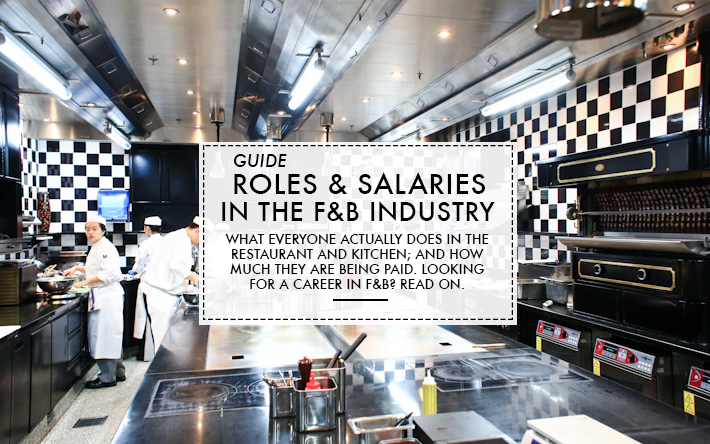 GUIDE
ROLES & SALARIES
IN THE F&B INDUSTRY
WHAT EVERYONE ACTUALLY DOES IN THE
RESTAURANT AND KITCHEN; AND HOW
MUCH THEY ARE BEING PAID. LOOKING
FOR A CAREER IN F&B? READ ON.